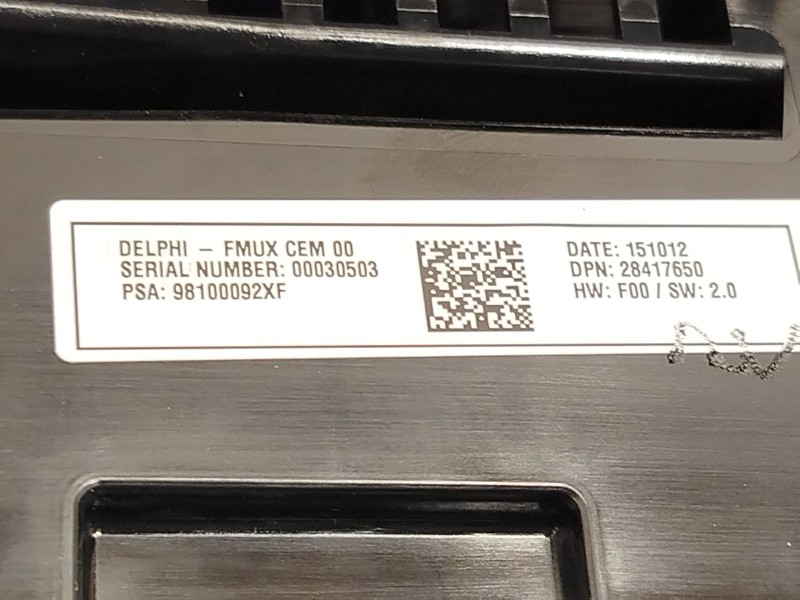 DELPHI – FMUX CEM 00
SERIAL NUMBER: 00030503
PSA: 98100092XF
DATE: 151012
DPN: 28417650
HW: F00 / SW: 2.0